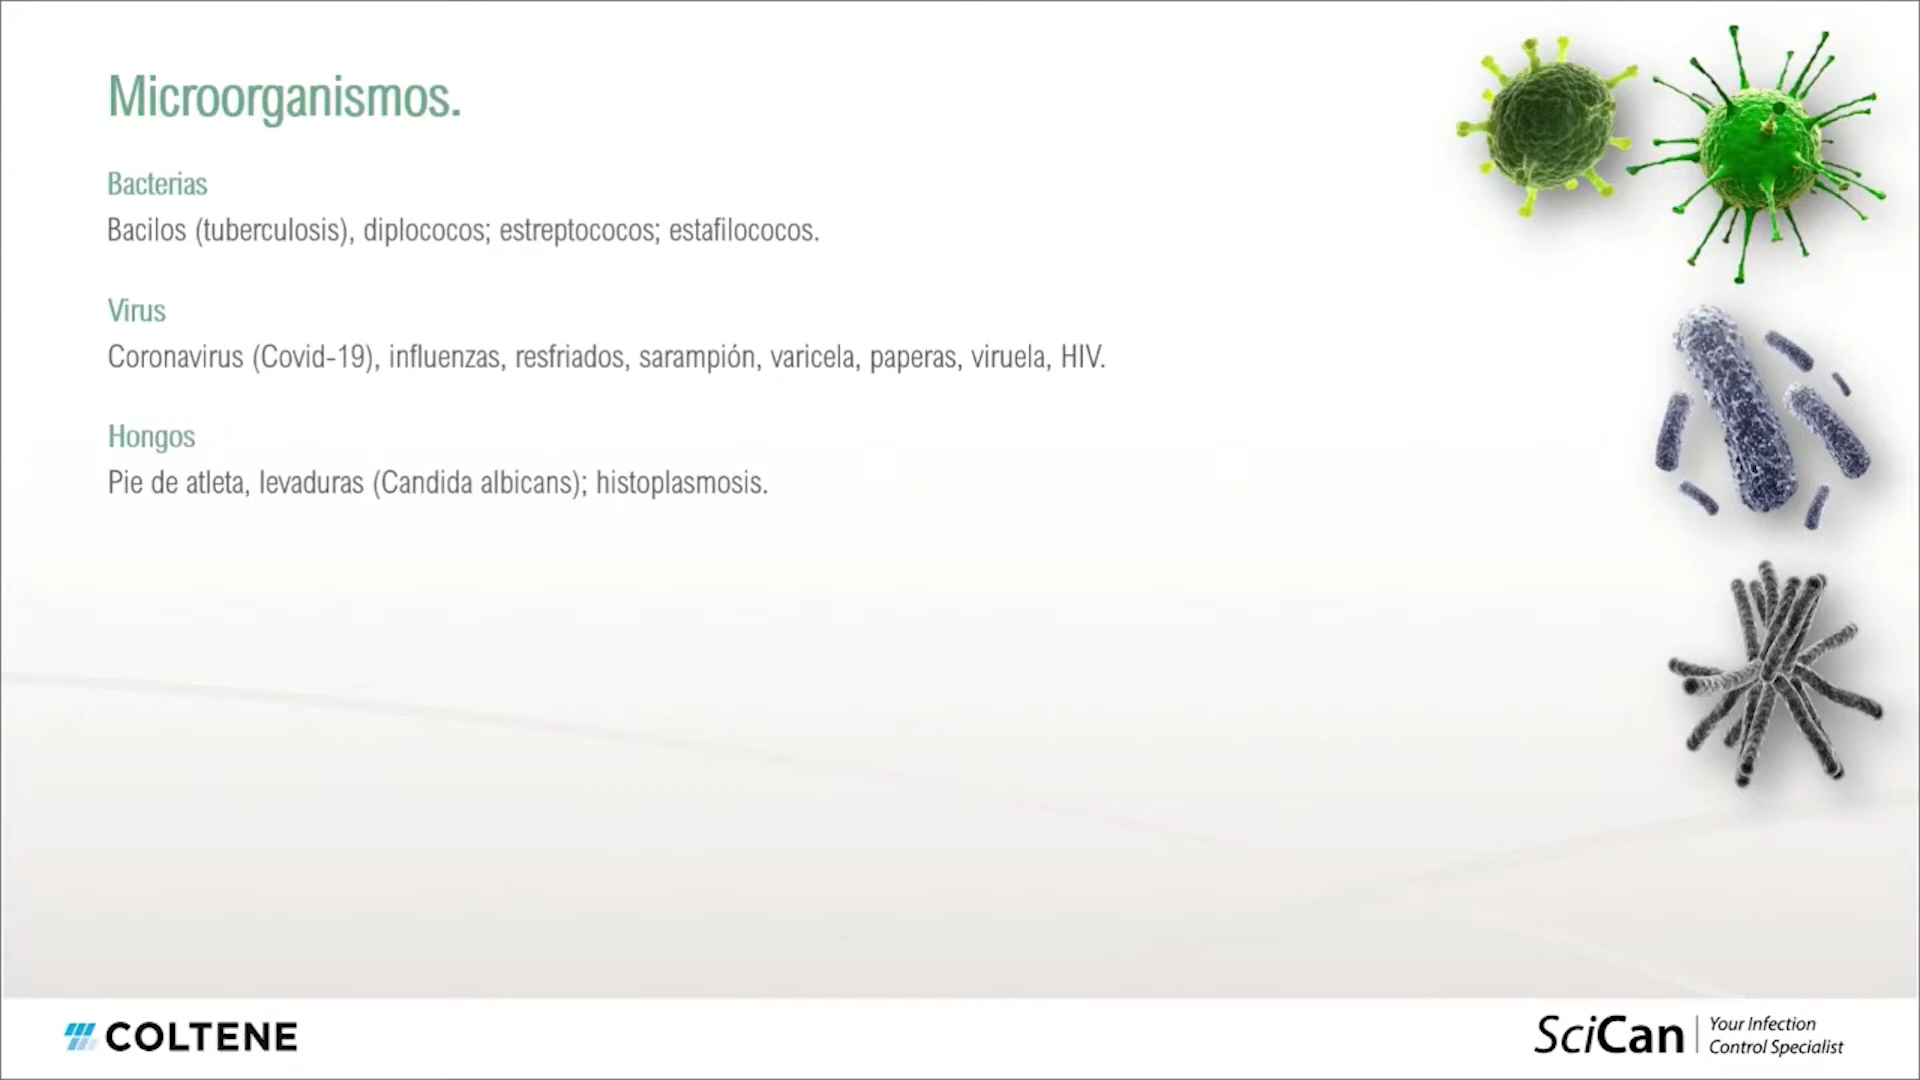 Microorganismos.
Bacterias
Bacilos (tuberculosis), diplococos; estreptococos; estafilococos.
Virus
Coronavirus (Covid-19), influenzas, resfriados, sarampión, varicela, paperas, viruela, HIV.
Hongos
Pie de atleta, levaduras (Candida albicans); histoplasmosis.
COLTENE
SciCan
Your Infection
Control Specialist